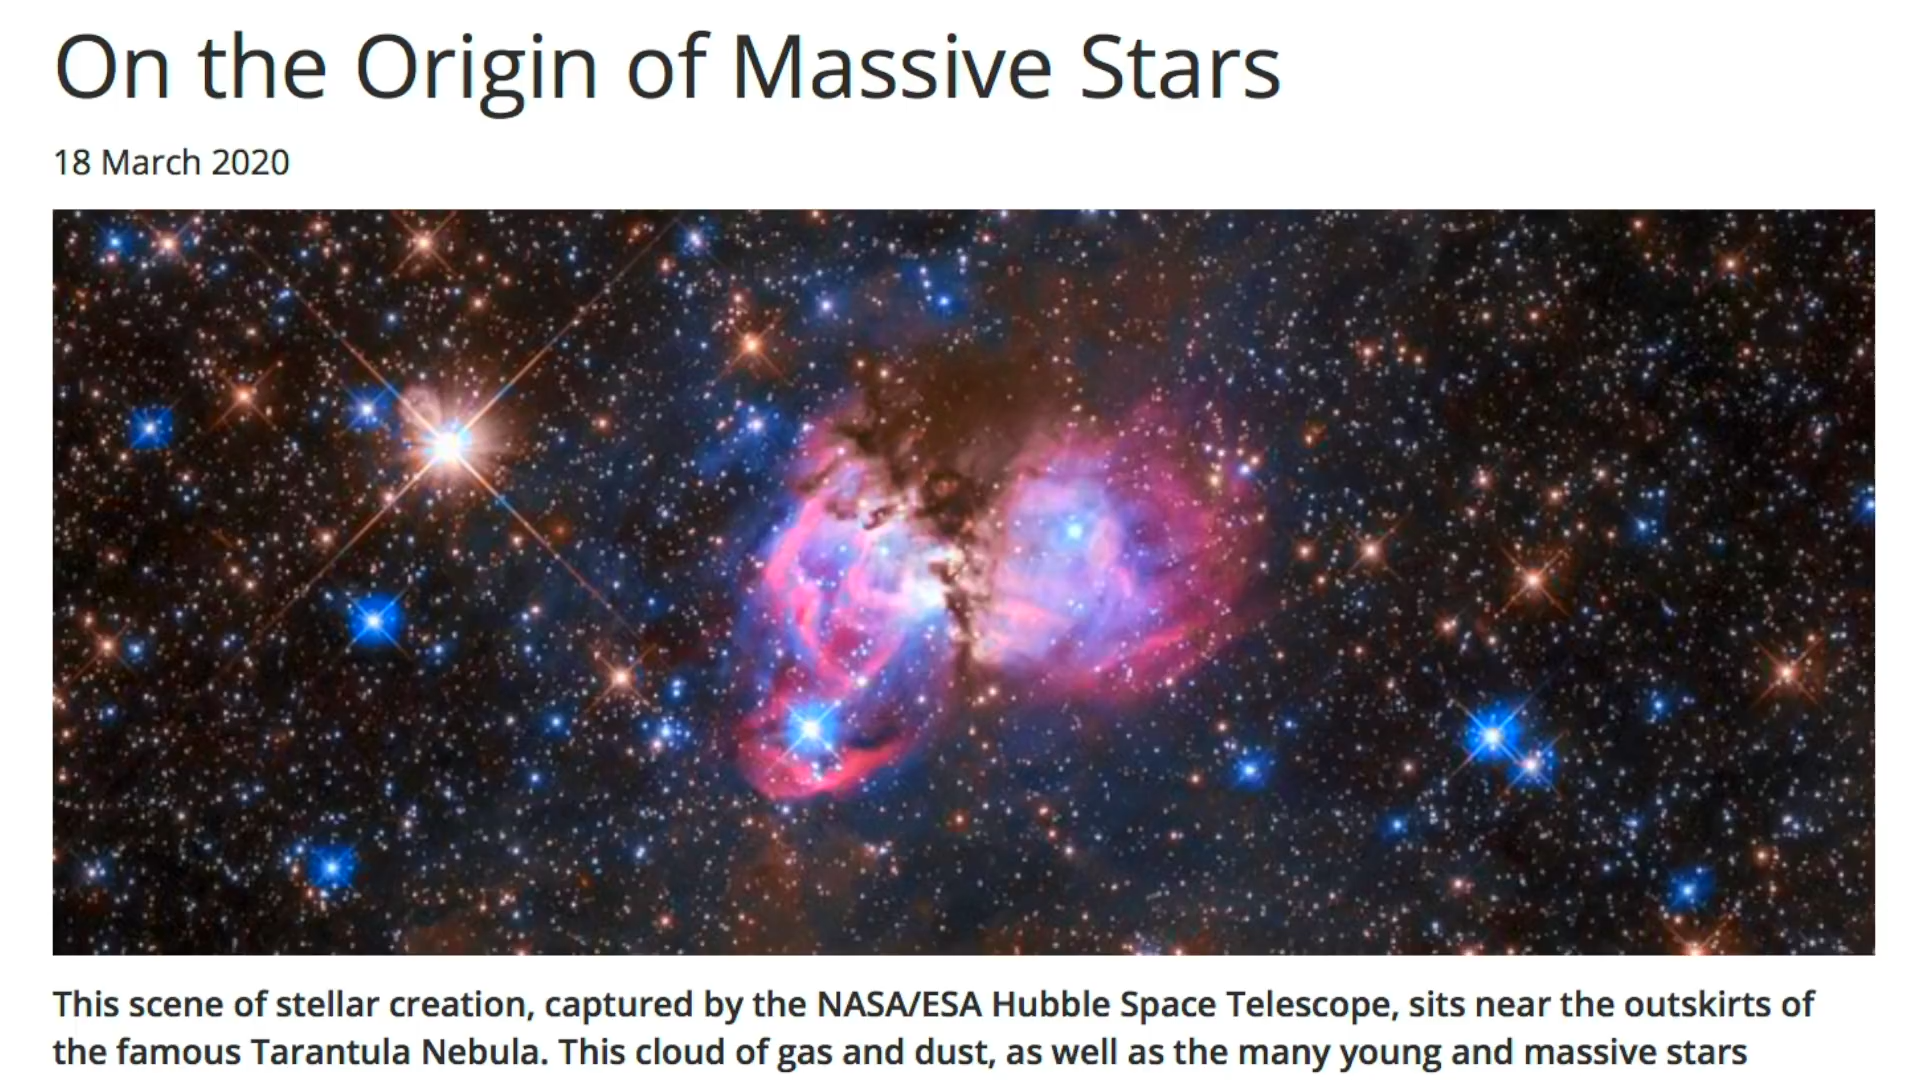 On the Origin of Massive Stars
18 March 2020
This scene of stellar creation, captured by the NASA/ESA Hubble Space Telescope, sits near the outskirts of
the famous Tarantula Nebula. This cloud of gas and dust, as well as the many young and massive stars